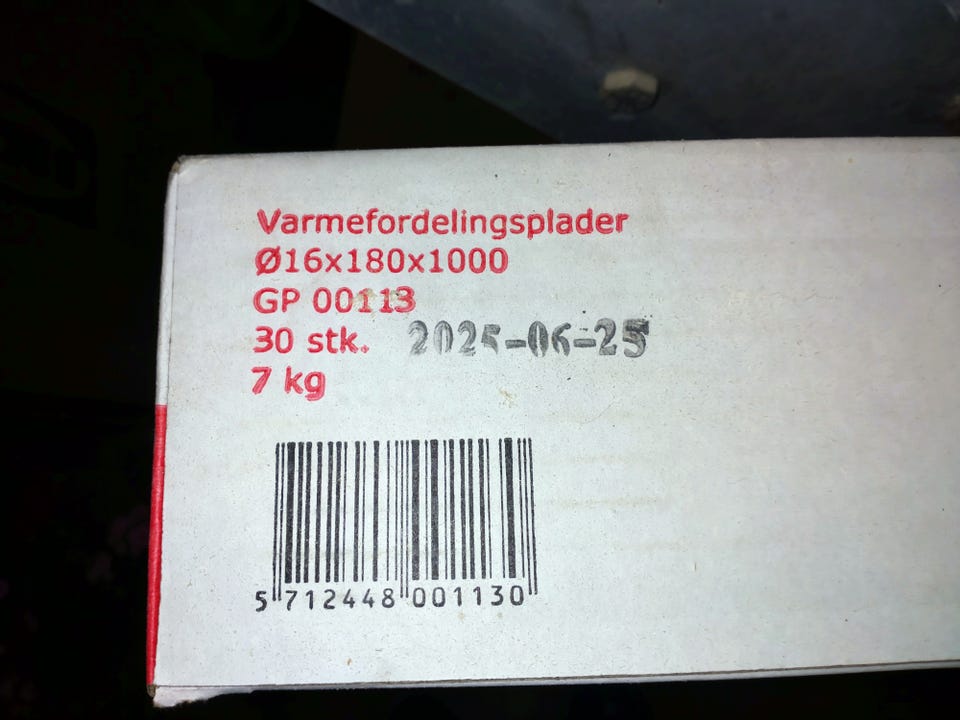 Varmefordelingsplader
Ø16x180x1000
GP 00113
30 stk. 2025-06-25
7 kg
5 712448 001130